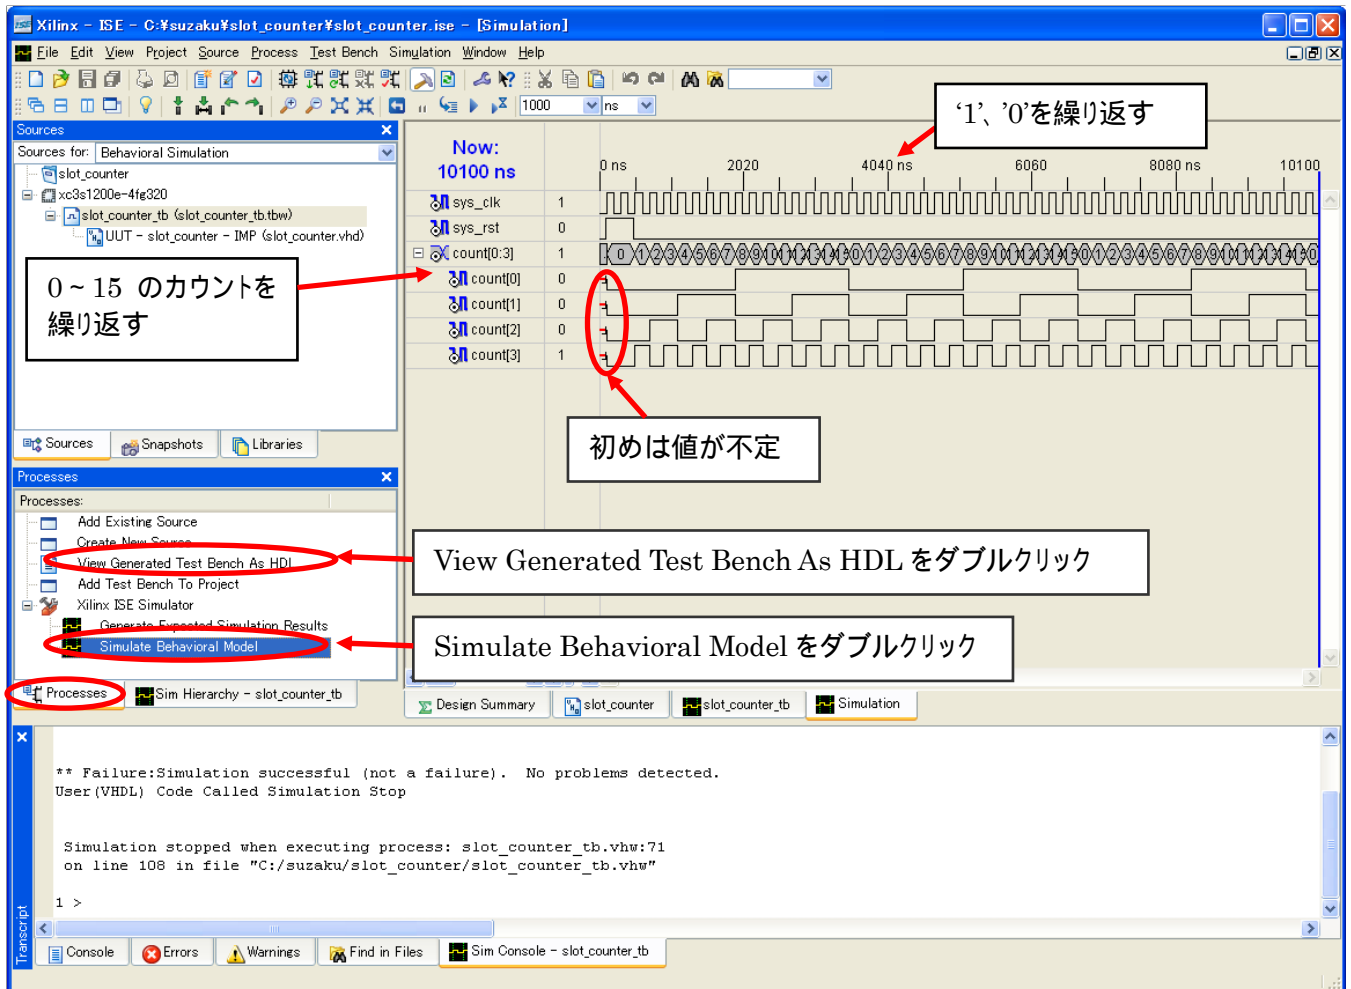 Xilinx - ISE - C:¥suzaku¥slot_counter¥slot_counter.ise - [Simulation]
File Edit View Project Source Process Test Bench Simulation Window Help
1000 ns
‘1’、’0’を繰り返す
Sources
Sources for: Behavioral Simulation
slot_counter
xc3s1200e-4fg320
slot_counter_tb (slot_counter_tb.tbw)
UUT - slot_counter - IMP (slot_counter.vhd)
0~15 のカウントを
繰り返す
Sources Snapshots Libraries
Now:
10100 ns
0 ns 2020 4040 ns 6060 8080 ns 10100
sys_clk 1
sys_rst 0
count[0:3] 1
count[0] 0
count[1] 0
count[2] 0
count[3] 1
初めは値が不定
Processes
Processes:
Add Existing Source
Create New Source
View Generated Test Bench As HDL
Add Test Bench To Project
Xilinx ISE Simulator
Generate Expected Simulation Results
Simulate Behavioral Model
View Generated Test Bench As HDL をダブルクリック
Simulate Behavioral Model をダブルクリック
Processes Sim Hierarchy - slot_counter_tb
Design Summary slot_counter slot_counter_tb Simulation
** Failure:Simulation successful (not a failure). No problems detected.
User(VHDL) Code Called Simulation Stop
Simulation stopped when executing process: slot_counter_tb.vhw:71
on line 108 in file "C:/suzaku/slot_counter/slot_counter_tb.vhw"
1 >
Transcript
Console Errors Warnings Find in Files Sim Console - slot_counter_tb